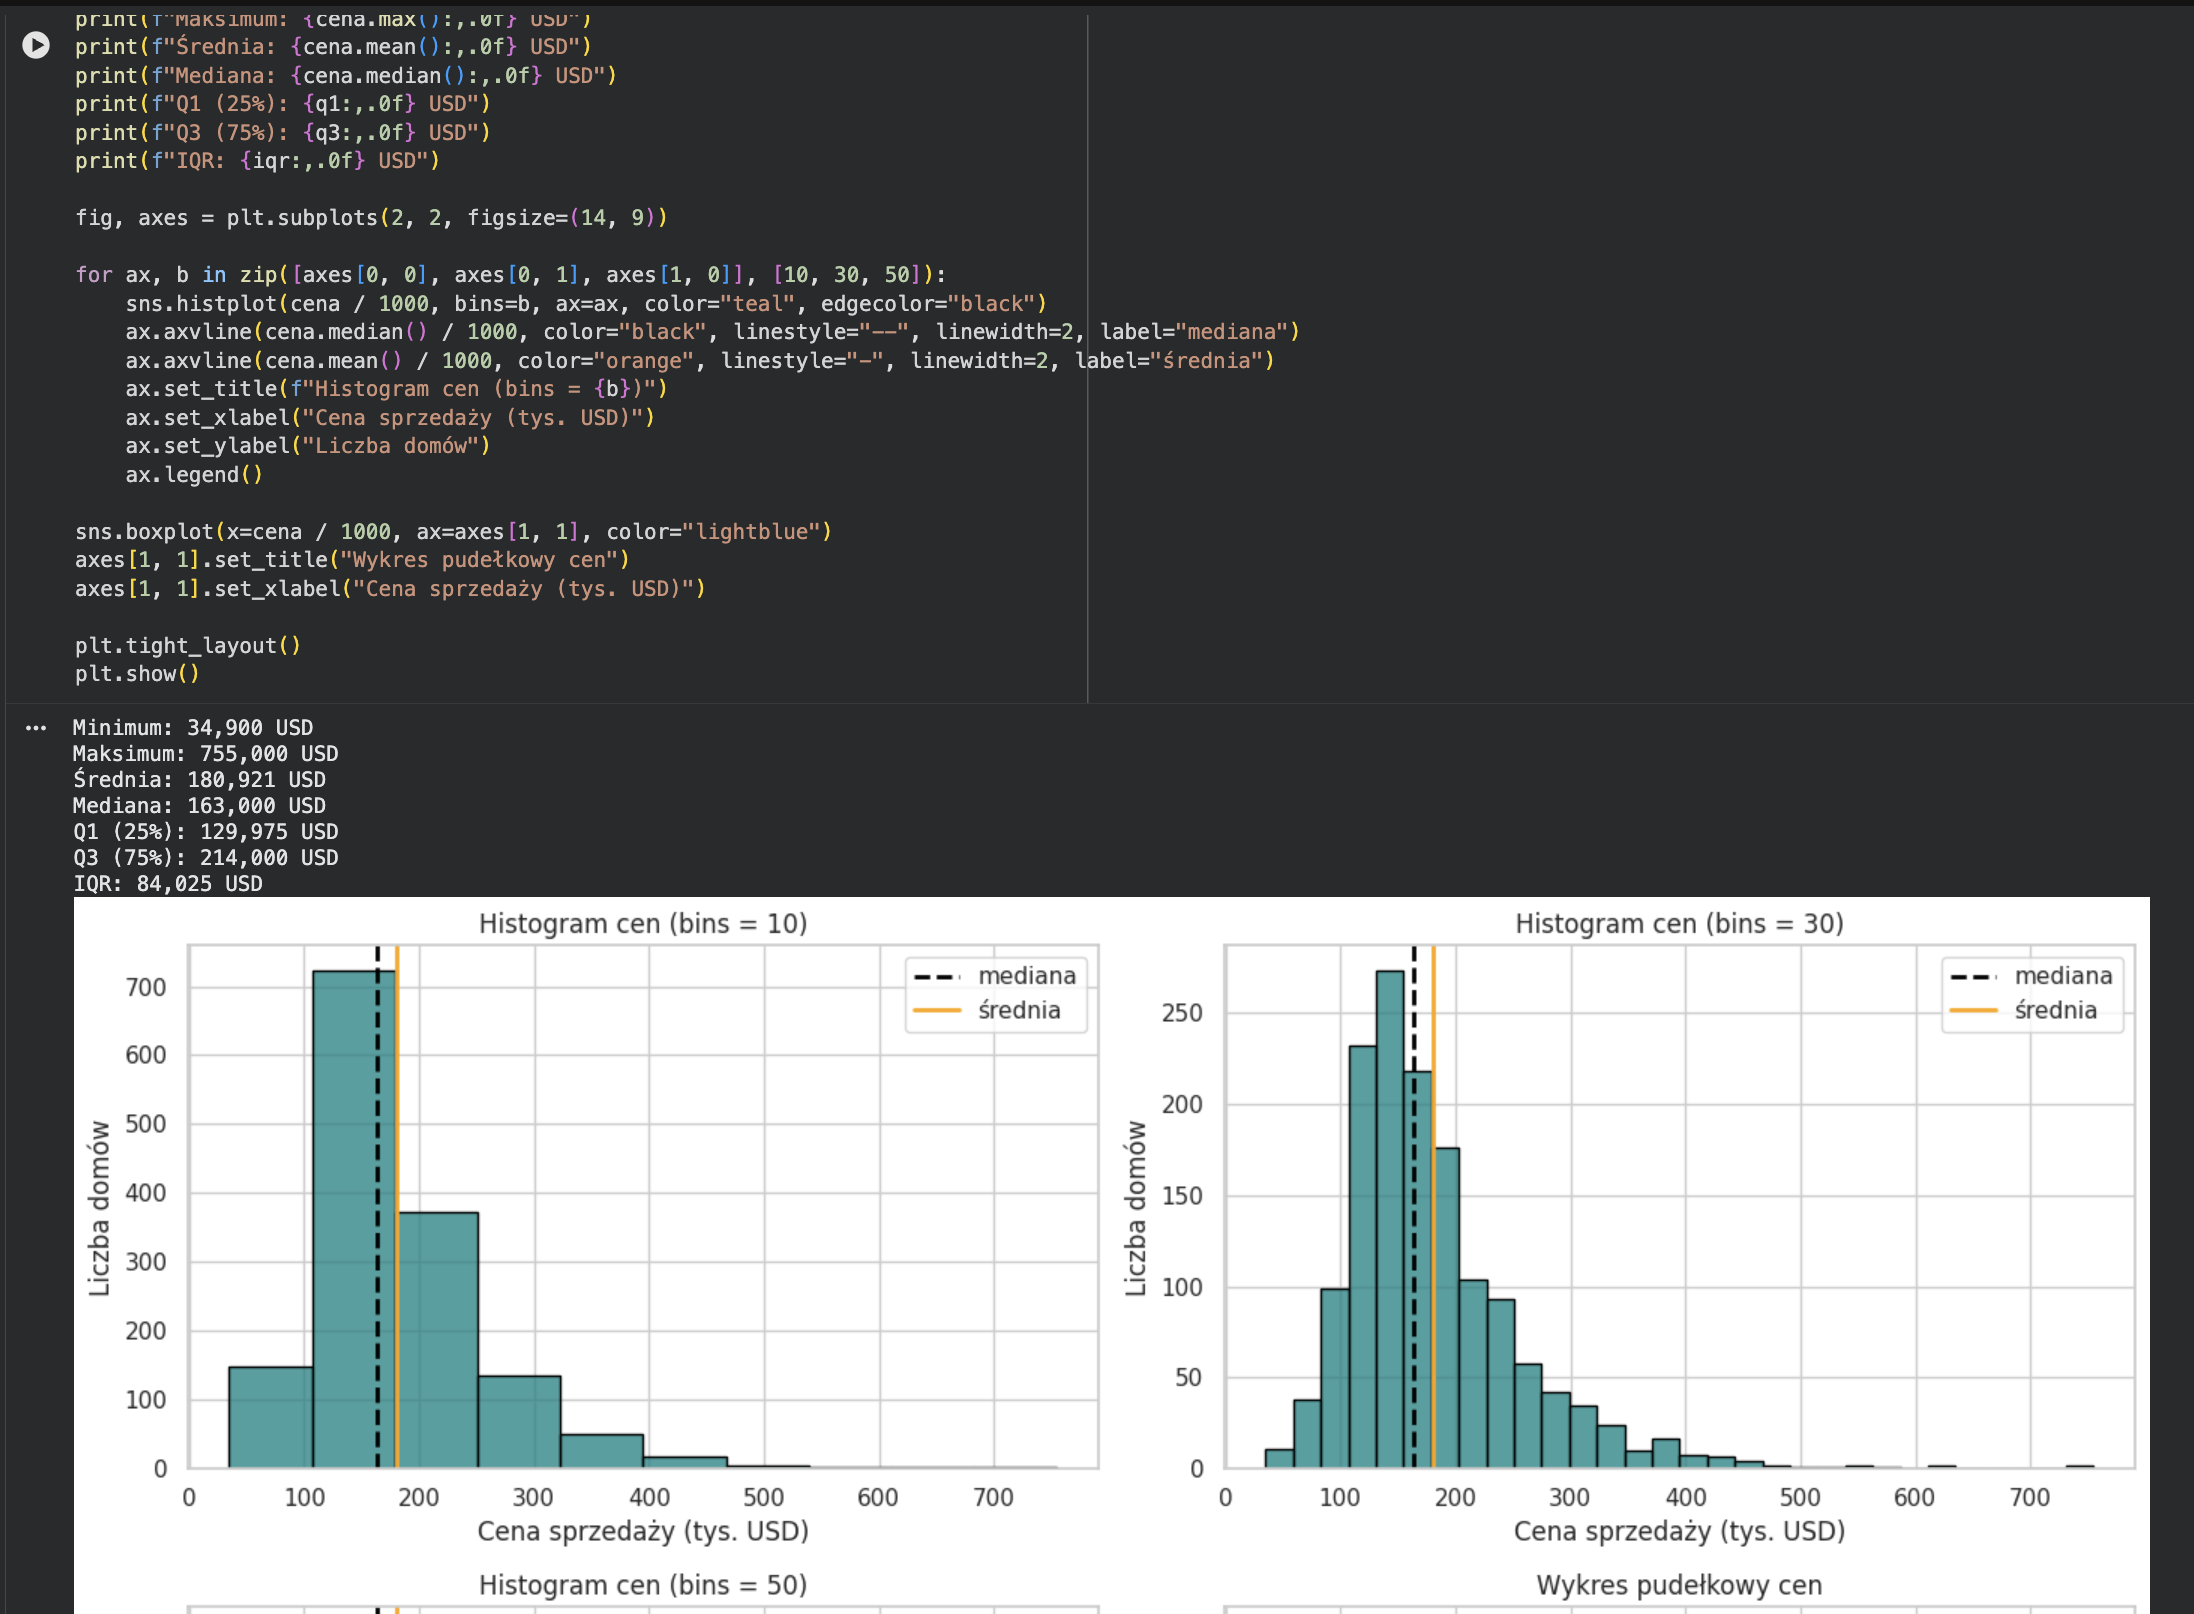 print(f"Maksimum: {cena.max():,.0f} USD")
print(f"Średnia: {cena.mean():,.0f} USD")
print(f"Mediana: {cena.median():,.0f} USD")
print(f"Q1 (25%): {q1:,.0f} USD")
print(f"Q3 (75%): {q3:,.0f} USD")
print(f"IQR: {iqr:,.0f} USD")
fig, axes = plt.subplots(2, 2, figsize=(14, 9))
for ax, b in zip([axes[0, 0], axes[0, 1], axes[1, 0]], [10, 30, 50]):
    sns.histplot(cena / 1000, bins=b, ax=ax, color="teal", edgecolor="black")
    ax.axvline(cena.median() / 1000, color="black", linestyle="--", linewidth=2, label="mediana")
    ax.axvline(cena.mean() / 1000, color="orange", linestyle="-", linewidth=2, label="średnia")
    ax.set_title(f"Histogram cen (bins = {b})")
    ax.set_xlabel("Cena sprzedaży (tys. USD)")
    ax.set_ylabel("Liczba domów")
    ax.legend()
sns.boxplot(x=cena / 1000, ax=axes[1, 1], color="lightblue")
axes[1, 1].set_title("Wykres pudełkowy cen")
axes[1, 1].set_xlabel("Cena sprzedaży (tys. USD)")
plt.tight_layout()
plt.show()
Minimum: 34,900 USD
Maksimum: 755,000 USD
Średnia: 180,921 USD
Mediana: 163,000 USD
Q1 (25%): 129,975 USD
Q3 (75%): 214,000 USD
IQR: 84,025 USD
Histogram cen (bins = 10)
mediana
średnia
700
600
500
400
300
200
100
0
Liczba domów
0 100 200 300 400 500 600 700
Cena sprzedaży (tys. USD)
Histogram cen (bins = 30)
mediana
średnia
250
200
150
100
50
0
Liczba domów
0 100 200 300 400 500 600 700
Cena sprzedaży (tys. USD)
Histogram cen (bins = 50)
Wykres pudełkowy cen